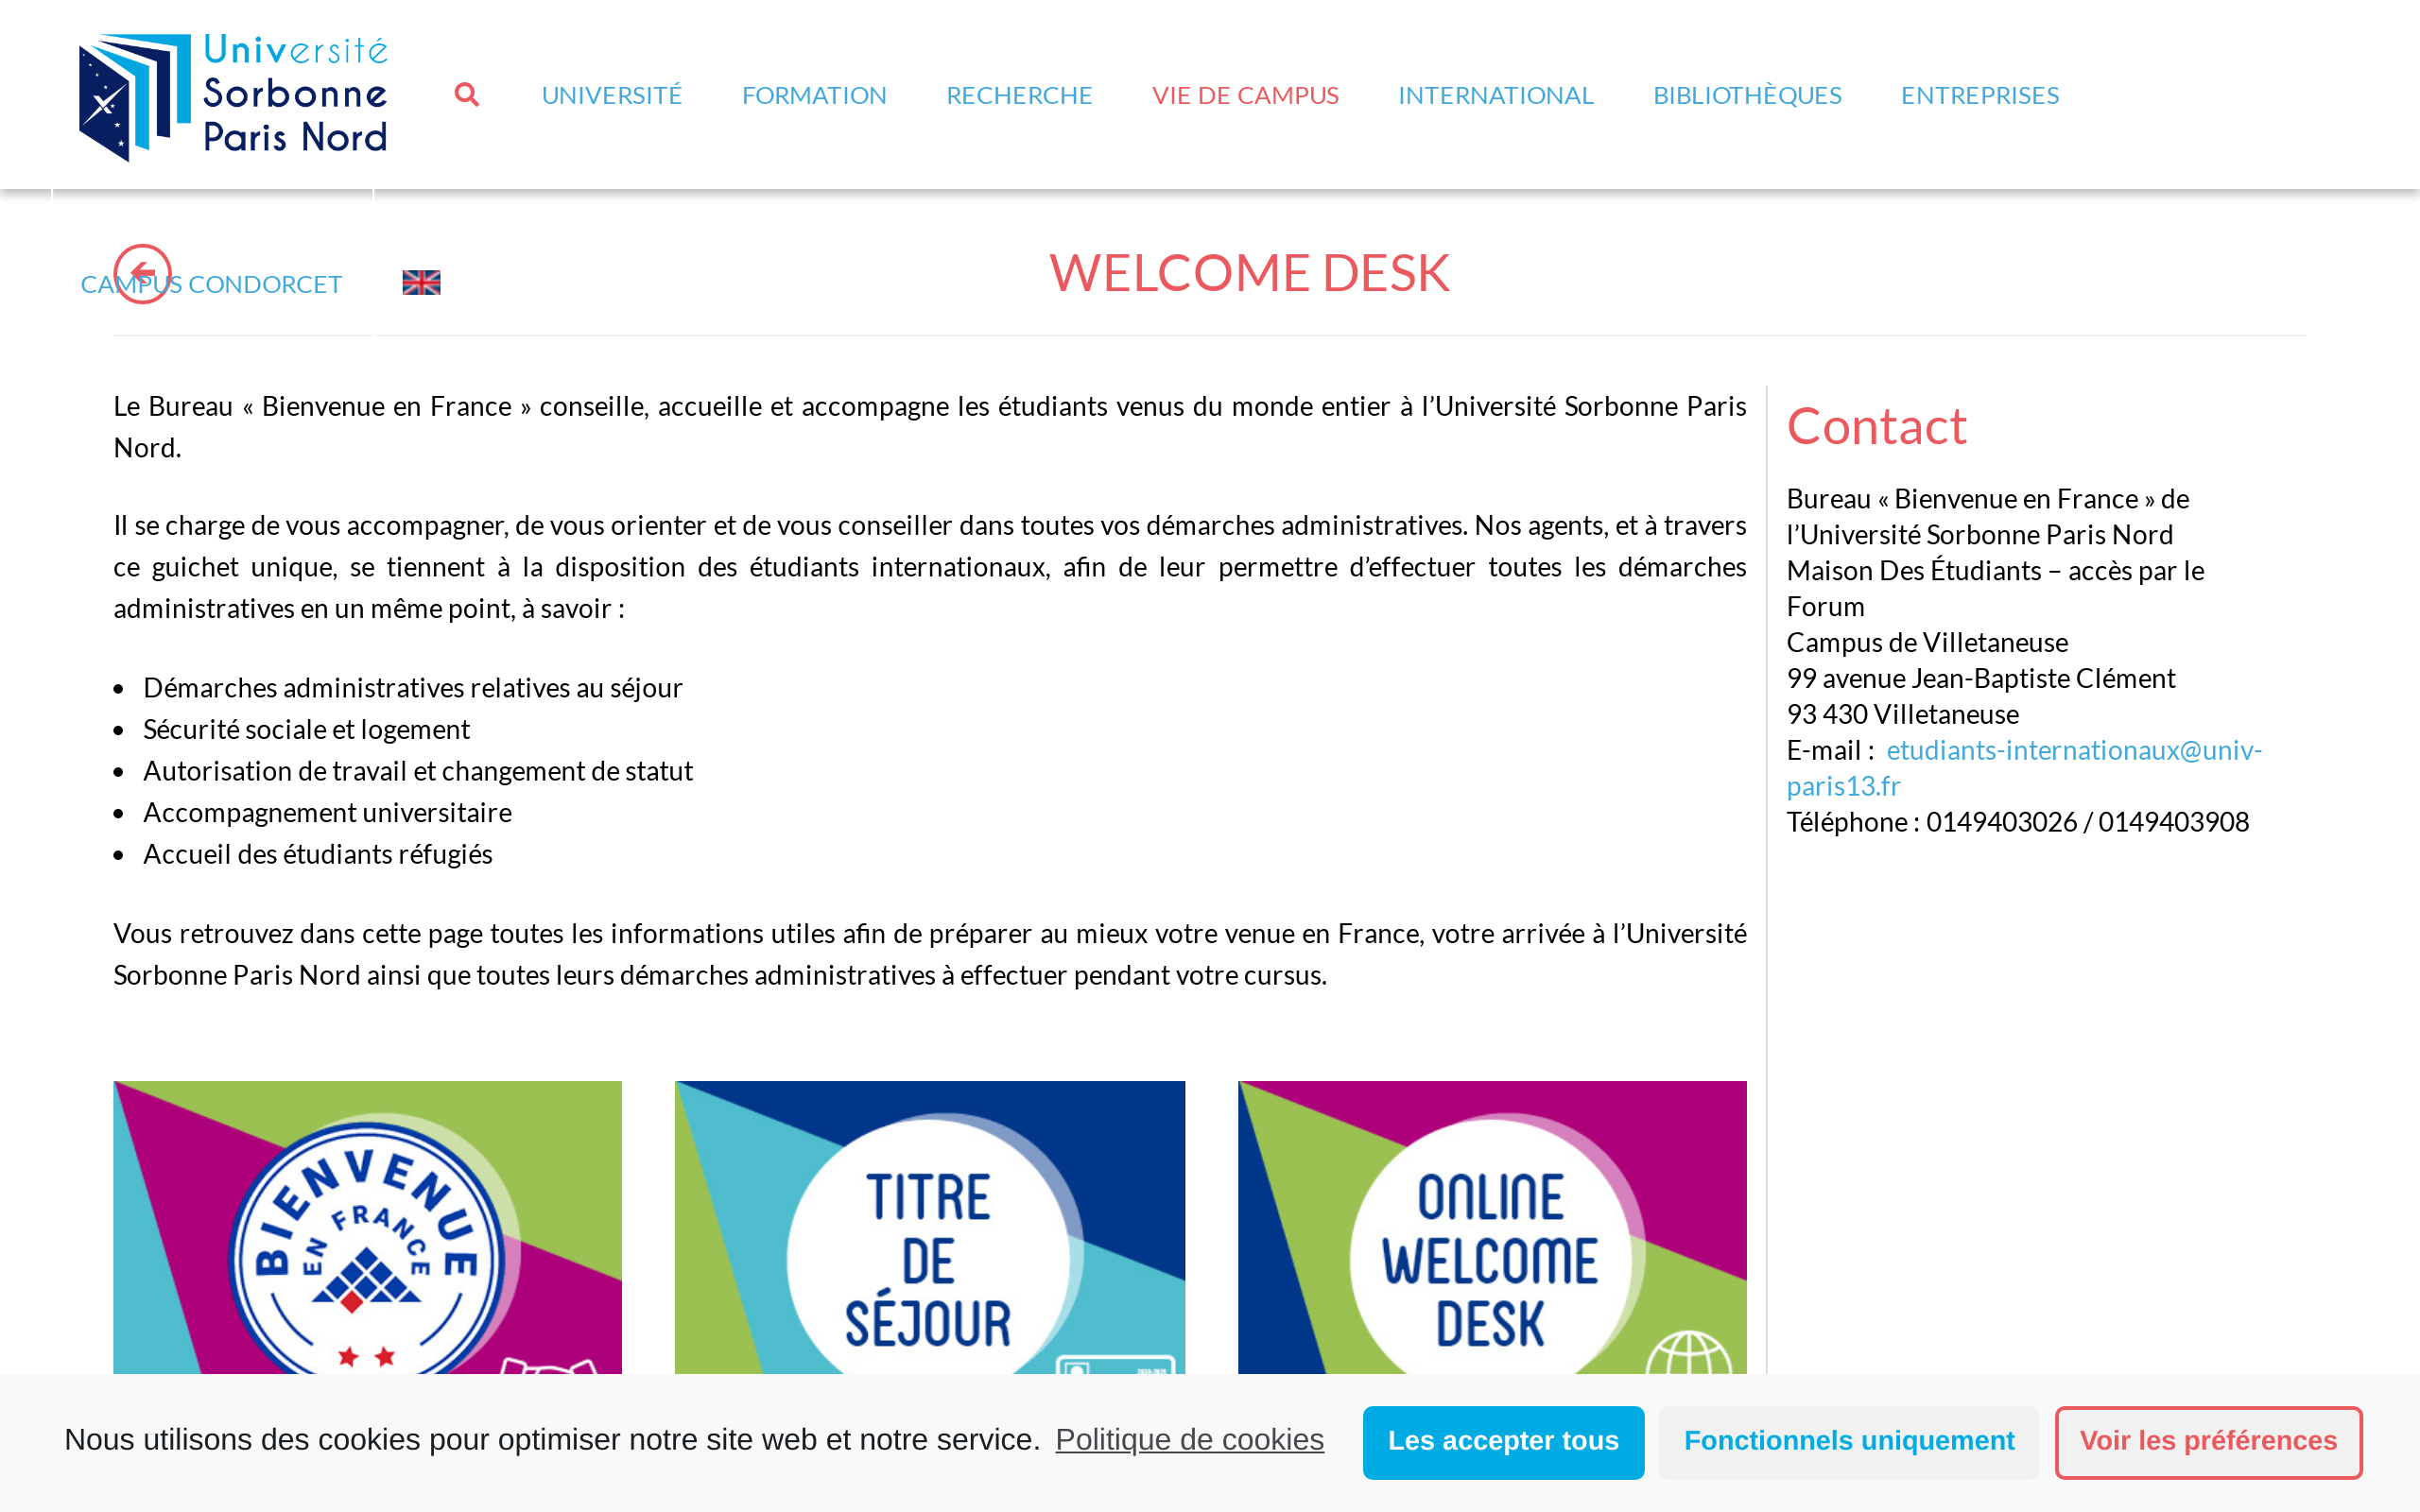 Université
Sorbonne
Paris Nord
UNIVERSITÉ FORMATION RECHERCHE VIE DE CAMPUS INTERNATIONAL BIBLIOTHÈQUES ENTREPRISES
CAMPUS CONDORCET
WELCOME DESK
Le Bureau « Bienvenue en France » conseille, accueille et accompagne les étudiants venus du monde entier à l’Université Sorbonne Paris
Nord.
Il se charge de vous accompagner, de vous orienter et de vous conseiller dans toutes vos démarches administratives. Nos agents, et à travers
ce guichet unique, se tiennent à la disposition des étudiants internationaux, afin de leur permettre d’effectuer toutes les démarches
administratives en un même point, à savoir :
• Démarches administratives relatives au séjour
• Sécurité sociale et logement
• Autorisation de travail et changement de statut
• Accompagnement universitaire
• Accueil des étudiants réfugiés
Vous retrouvez dans cette page toutes les informations utiles afin de préparer au mieux votre venue en France, votre arrivée à l’Université
Sorbonne Paris Nord ainsi que toutes leurs démarches administratives à effectuer pendant votre cursus.
Contact
Bureau « Bienvenue en France » de
l’Université Sorbonne Paris Nord
Maison Des Étudiants – accès par le
Forum
Campus de Villetaneuse
99 avenue Jean-Baptiste Clément
93 430 Villetaneuse
E-mail : etudiants-internationaux@univ-
paris13.fr
Téléphone : 0149403026 / 0149403908
BIENVENUE
EN FRANCE
TITRE
DE
SÉJOUR
ONLINE
WELCOME
DESK
Nous utilisons des cookies pour optimiser notre site web et notre service. Politique de cookies Les accepter tous Fonctionnels uniquement Voir les préférences